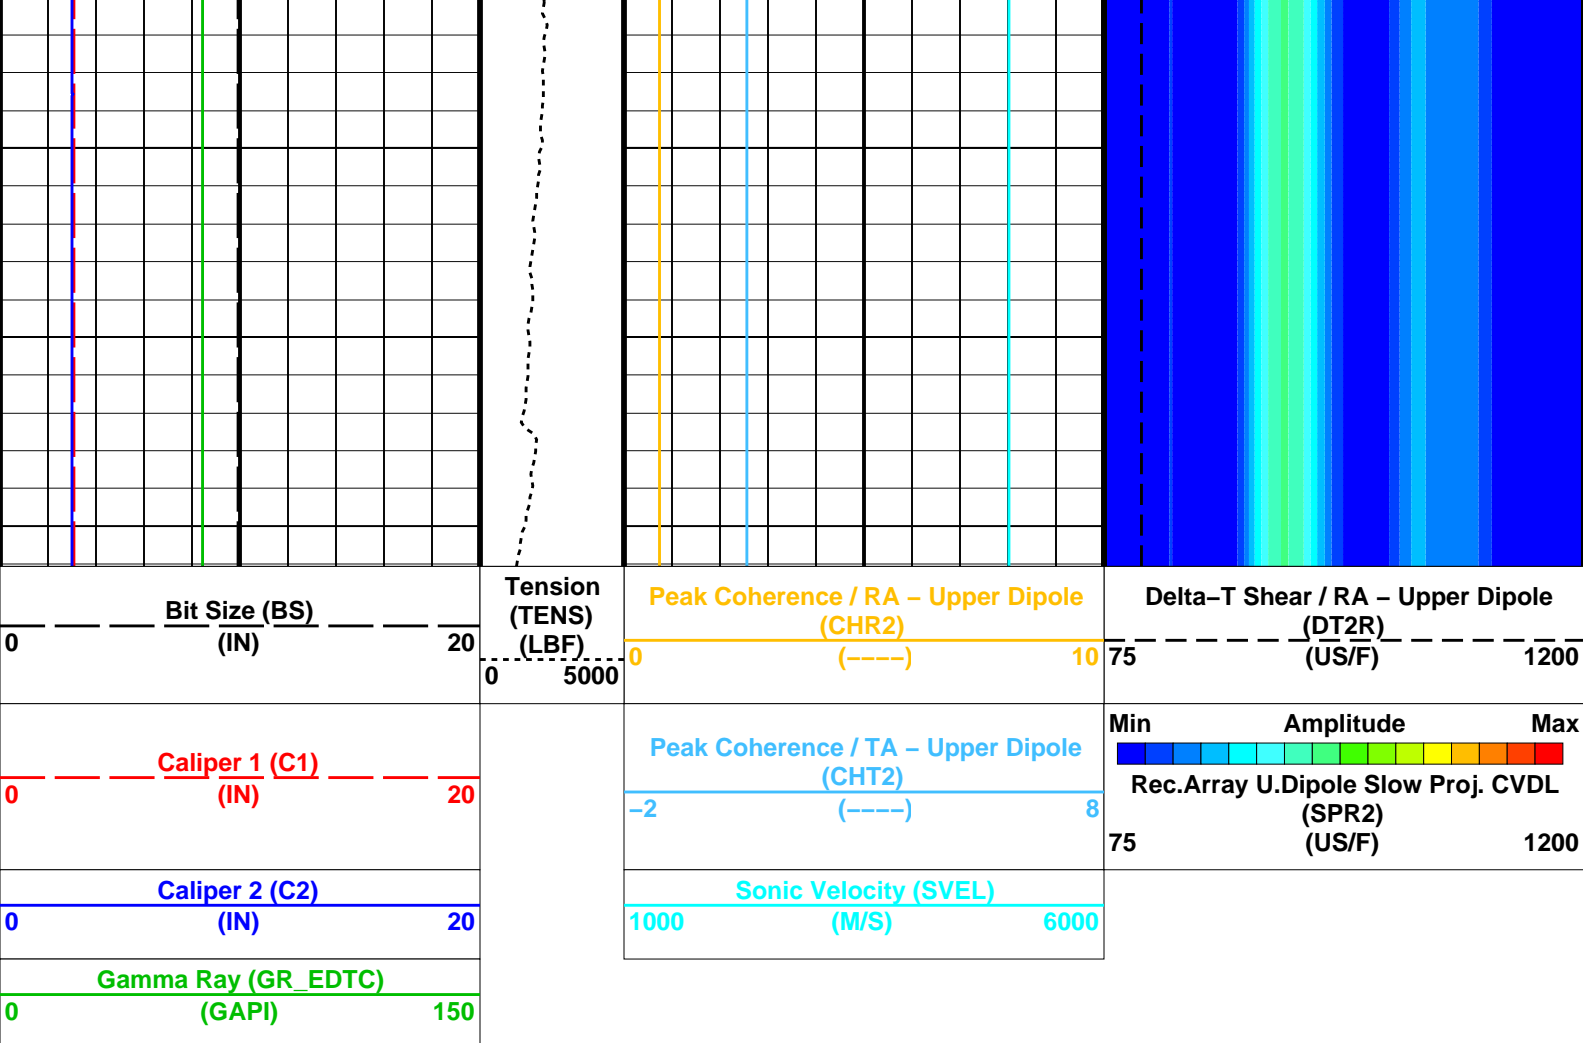 Bit Size (BS)
0 (IN) 20
Tension
(TENS)
(LBF)
0 5000
Peak Coherence / RA – Upper Dipole
(CHR2)
0 (––––) 10
Delta–T Shear / RA – Upper Dipole
(DT2R)
75 (US/F) 1200
Caliper 1 (C1)
0 (IN) 20
Peak Coherence / TA – Upper Dipole
(CHT2)
–2 (––––) 8
Min Amplitude Max
Rec.Array U.Dipole Slow Proj. CVDL
(SPR2)
75 (US/F) 1200
Caliper 2 (C2)
0 (IN) 20
Sonic Velocity (SVEL)
1000 (M/S) 6000
Gamma Ray (GR_EDTC)
0 (GAPI) 150